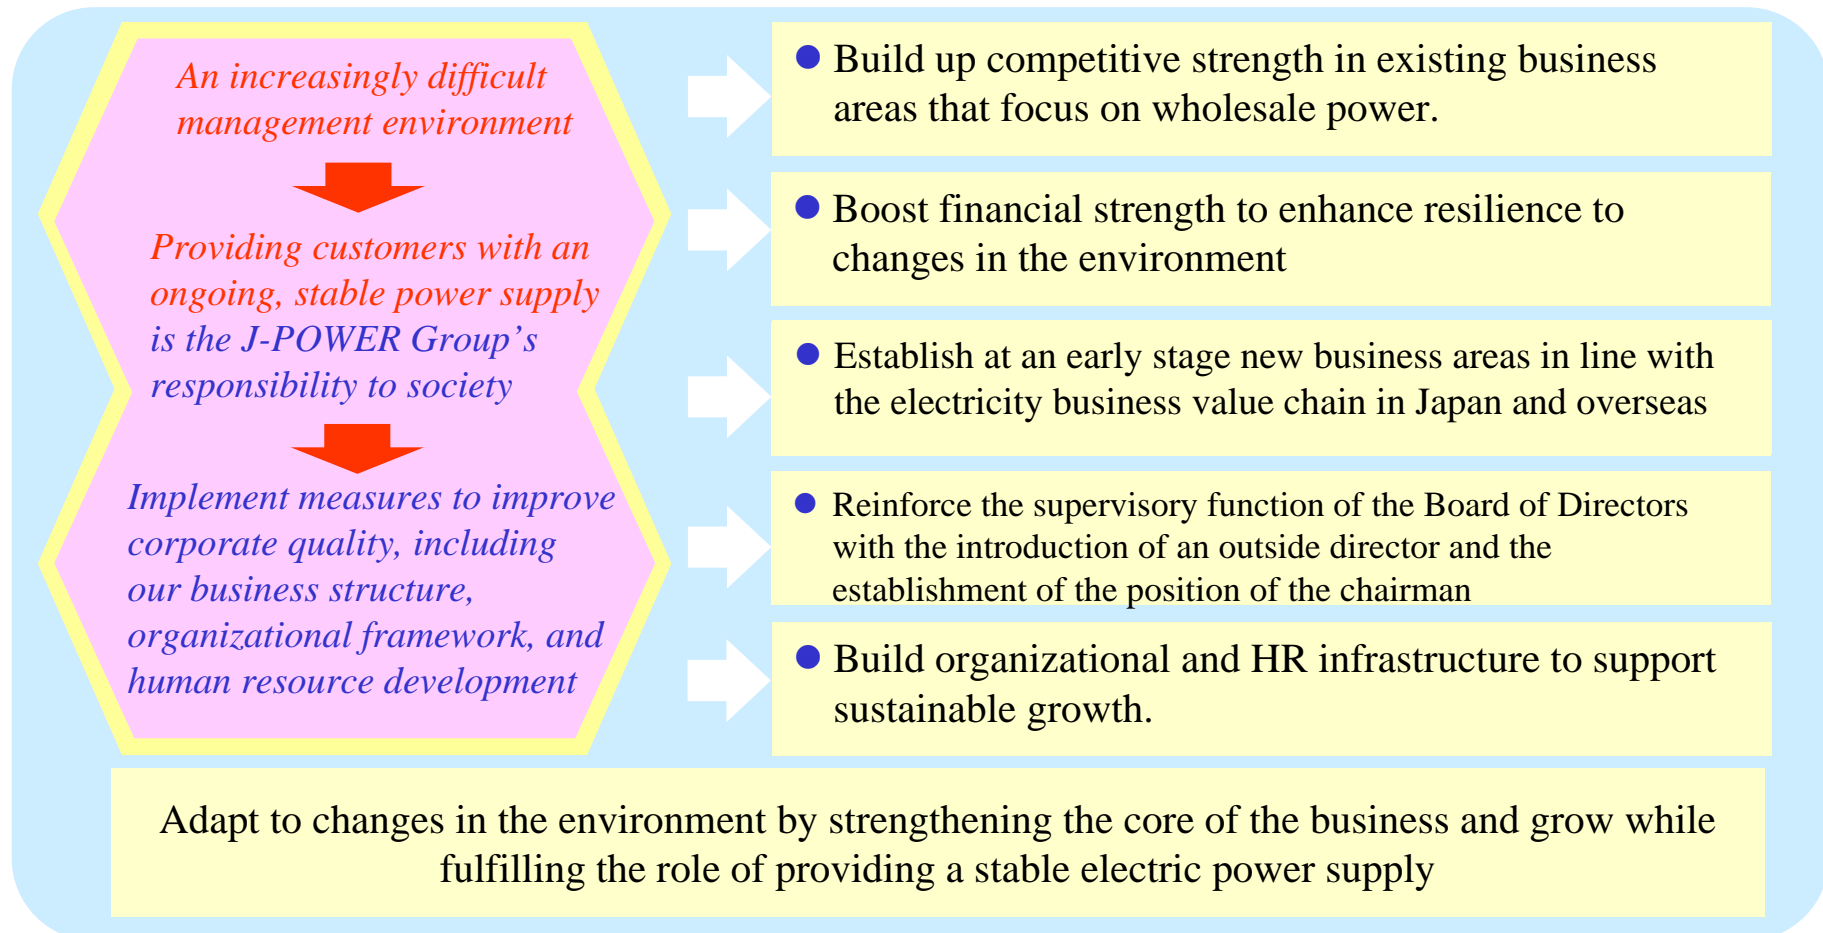 An increasingly difficult
management environment
Providing customers with an
ongoing, stable power supply
is the J-POWER Group’s
responsibility to society
Implement measures to improve
corporate quality, including
our business structure,
organizational framework, and
human resource development
● Build up competitive strength in existing business
areas that focus on wholesale power.
● Boost financial strength to enhance resilience to
changes in the environment
● Establish at an early stage new business areas in line with
the electricity business value chain in Japan and overseas
● Reinforce the supervisory function of the Board of Directors
with the introduction of an outside director and the
establishment of the position of the chairman
● Build organizational and HR infrastructure to support
sustainable growth.
Adapt to changes in the environment by strengthening the core of the business and grow while
fulfilling the role of providing a stable electric power supply